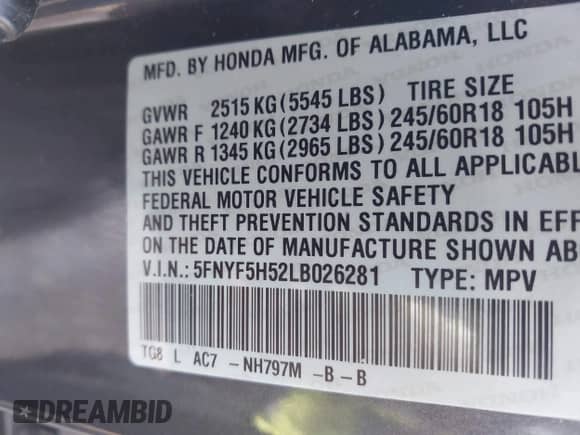 MFD. BY HONDA MFG. OF ALABAMA, LLC
GVWR 2515 KG (5545 LBS) TIRE SIZE
GAWR F 1240 KG (2734 LBS) 245/60R18 105H
GAWR R 1345 KG (2965 LBS) 245/60R18 105H
THIS VEHICLE CONFORMS TO ALL APPLICABL
FEDERAL MOTOR VEHICLE SAFETY
AND THEFT PREVENTION STANDARDS IN EFF
ON THE DATE OF MANUFACTURE SHOWN AB
V.I.N.: 5FNYF5H52LB026281 TYPE: MPV
TG8 L AC7 -NH797M -B-B
DREAMBID